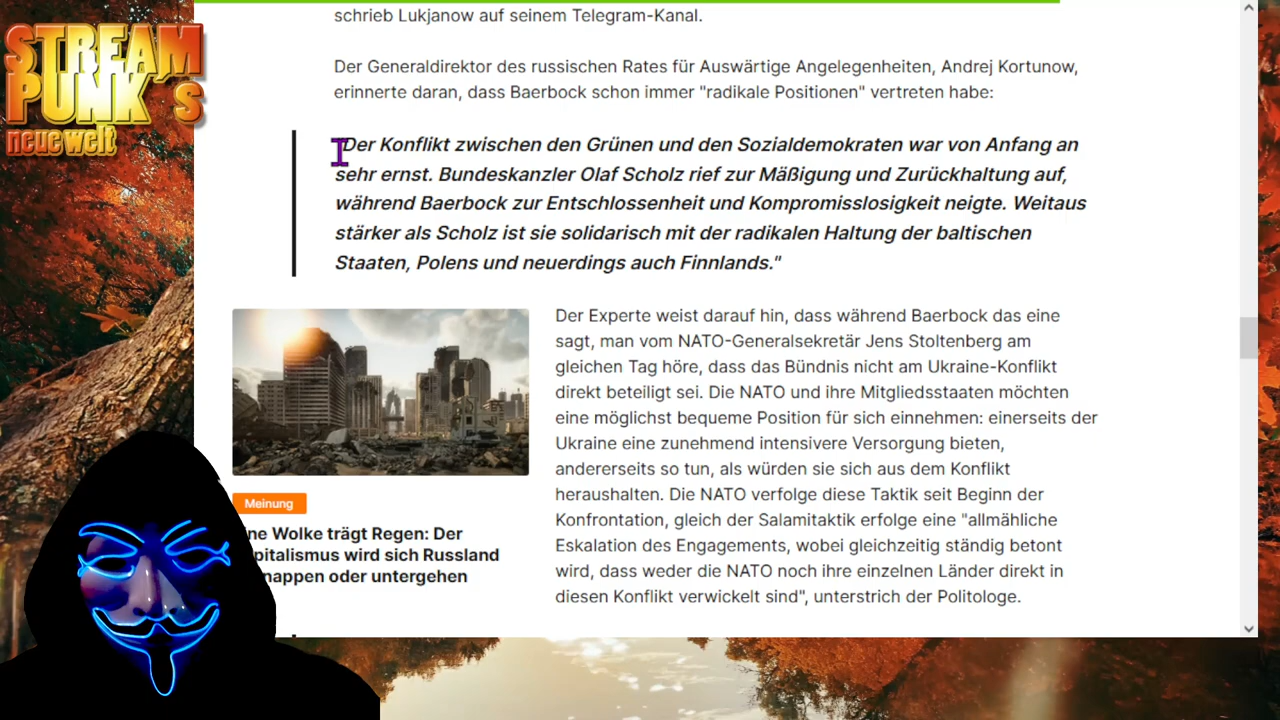 STREAM
PUNK´s
neue welt
schrieb Lukjanow auf seinem Telegram-Kanal.
Der Generaldirektor des russischen Rates für Auswärtige Angelegenheiten, Andrej Kortunow,
erinnerte daran, dass Baerbock schon immer "radikale Positionen" vertreten habe:
Der Konflikt zwischen den Grünen und den Sozialdemokraten war von Anfang an
sehr ernst. Bundeskanzler Olaf Scholz rief zur Mäßigung und Zurückhaltung auf,
während Baerbock zur Entschlossenheit und Kompromisslosigkeit neigte. Weitaus
stärker als Scholz ist sie solidarisch mit der radikalen Haltung der baltischen
Staaten, Polens und neuerdings auch Finnlands."
Meinung
ne Wolke trägt Regen: Der
pitalismus wird sich Russland
nappen oder untergehen
Der Experte weist darauf hin, dass während Baerbock das eine
sagt, man vom NATO-Generalsekretär Jens Stoltenberg am
gleichen Tag höre, dass das Bündnis nicht am Ukraine-Konflikt
direkt beteiligt sei. Die NATO und ihre Mitgliedsstaaten möchten
eine möglichst bequeme Position für sich einnehmen: einerseits der
Ukraine eine zunehmend intensivere Versorgung bieten,
andererseits so tun, als würden sie sich aus dem Konflikt
heraushalten. Die NATO verfolge diese Taktik seit Beginn der
Konfrontation, gleich der Salamitaktik erfolge eine "allmähliche
Eskalation des Engagements, wobei gleichzeitig ständig betont
wird, dass weder die NATO noch ihre einzelnen Länder direkt in
diesen Konflikt verwickelt sind", unterstrich der Politologe.